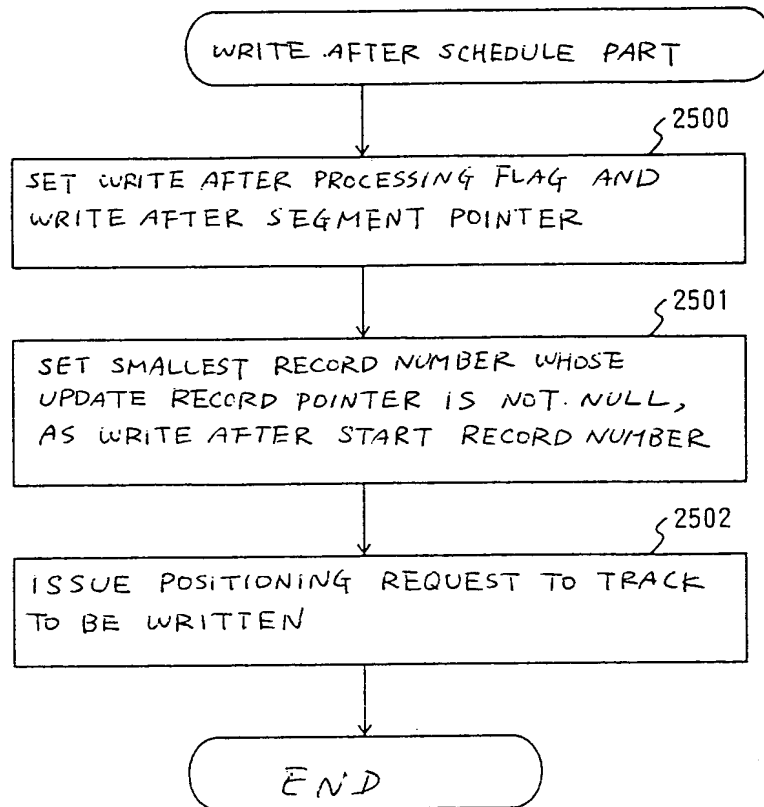 WRITE AFTER SCHEDULE PART
2500
SET WRITE AFTER PROCESSING FLAG AND
WRITE AFTER SEGMENT POINTER
2501
SET SMALLEST RECORD NUMBER WHOSE
UPDATE RECORD POINTER IS NOT NULL,
AS WRITE AFTER START RECORD NUMBER
2502
ISSUE POSITIONING REQUEST TO TRACK
TO BE WRITTEN
END